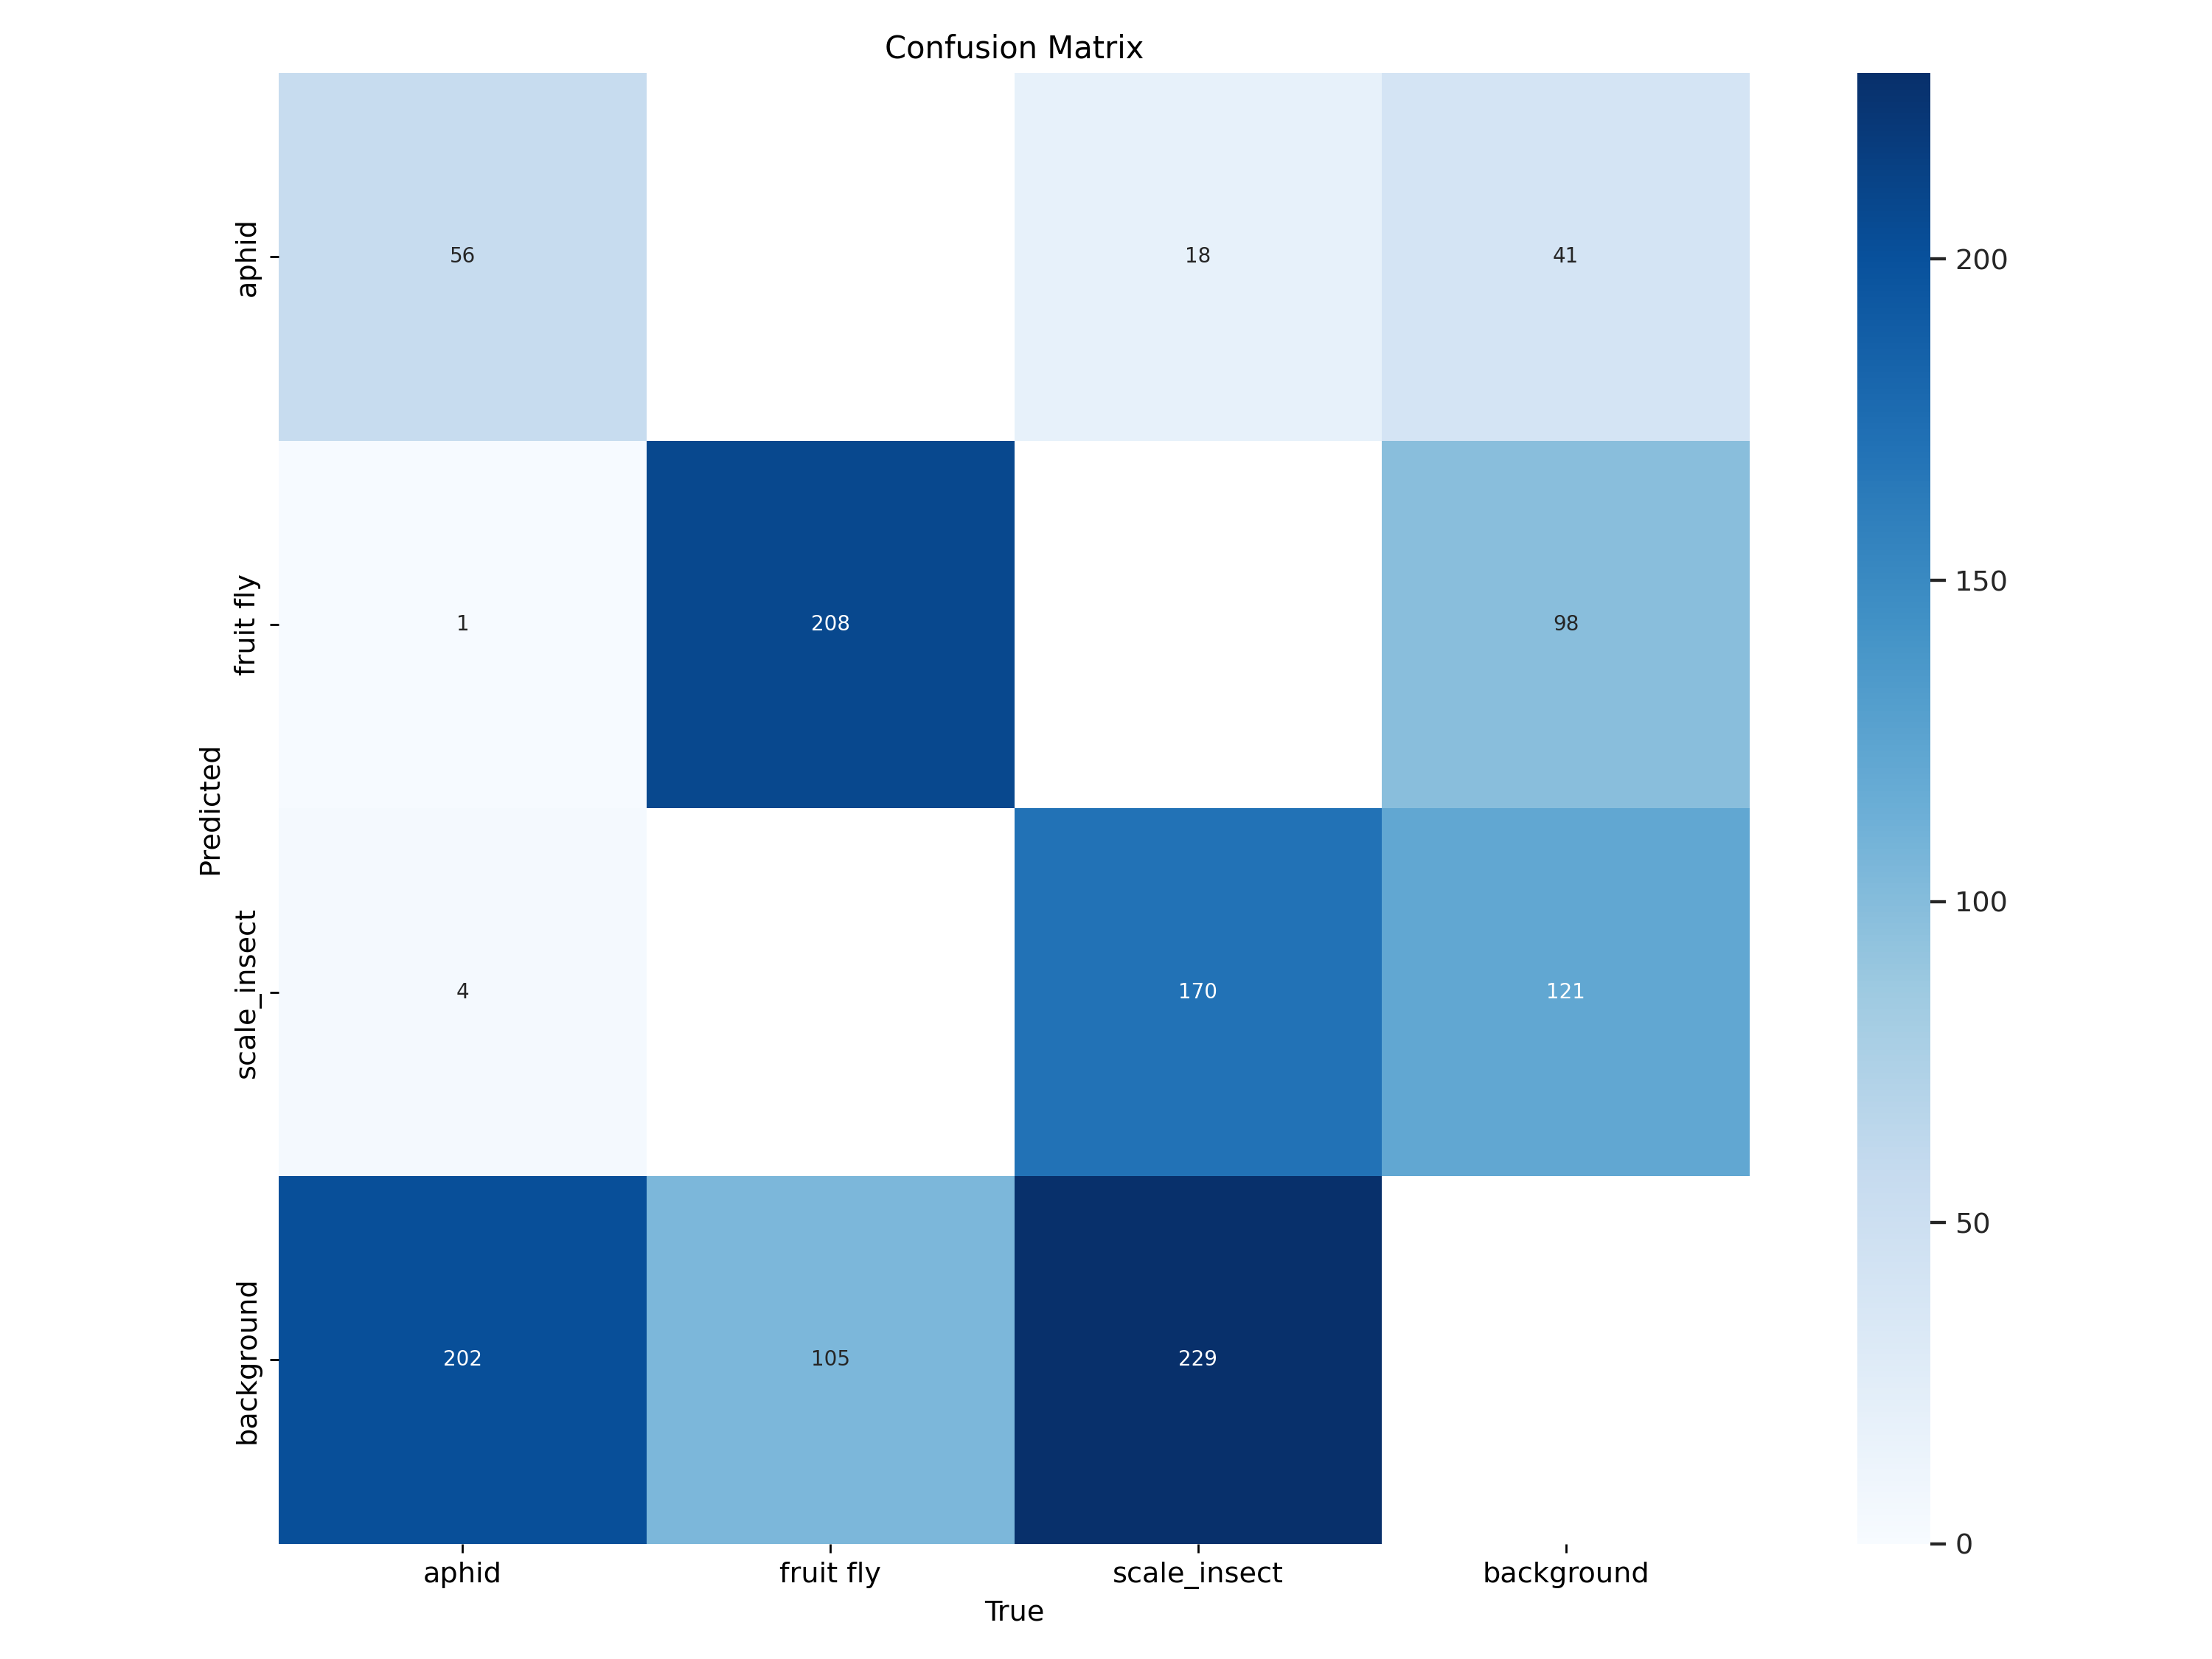 Confusion Matrix
aphid
56
18
41
200
fruit fly
1
208
98
150
Predicted
scale_insect
4
170
121
100
background
202
105
229
50
0
aphid
fruit fly
scale_insect
background
True